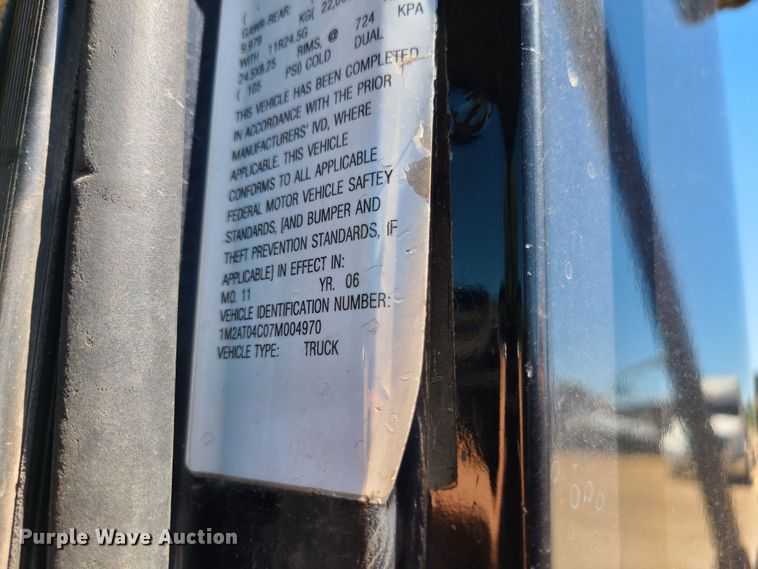 GAWR-REAR:
9,979 KG( 22,00
WITH 11R24.5G
24.5X8.25 RIMS, @ 724 KPA
( 105 PSI) COLD DUAL
THIS VEHICLE HAS BEEN COMPLETED
IN ACCORDANCE WITH THE PRIOR
MANUFACTURERS' IVD, WHERE
APPLICABLE. THIS VEHICLE
CONFORMS TO ALL APPLICABLE
FEDERAL MOTOR VEHICLE SAFTEY
STANDARDS, [AND BUMPER AND
THEFT PREVENTION STANDARDS, IF
APPLICABLE] IN EFFECT IN:
MO. 11 YR. 06
VEHICLE IDENTIFICATION NUMBER:
1M2AT04C07M004970
VEHICLE TYPE: TRUCK
Purple Wave Auction